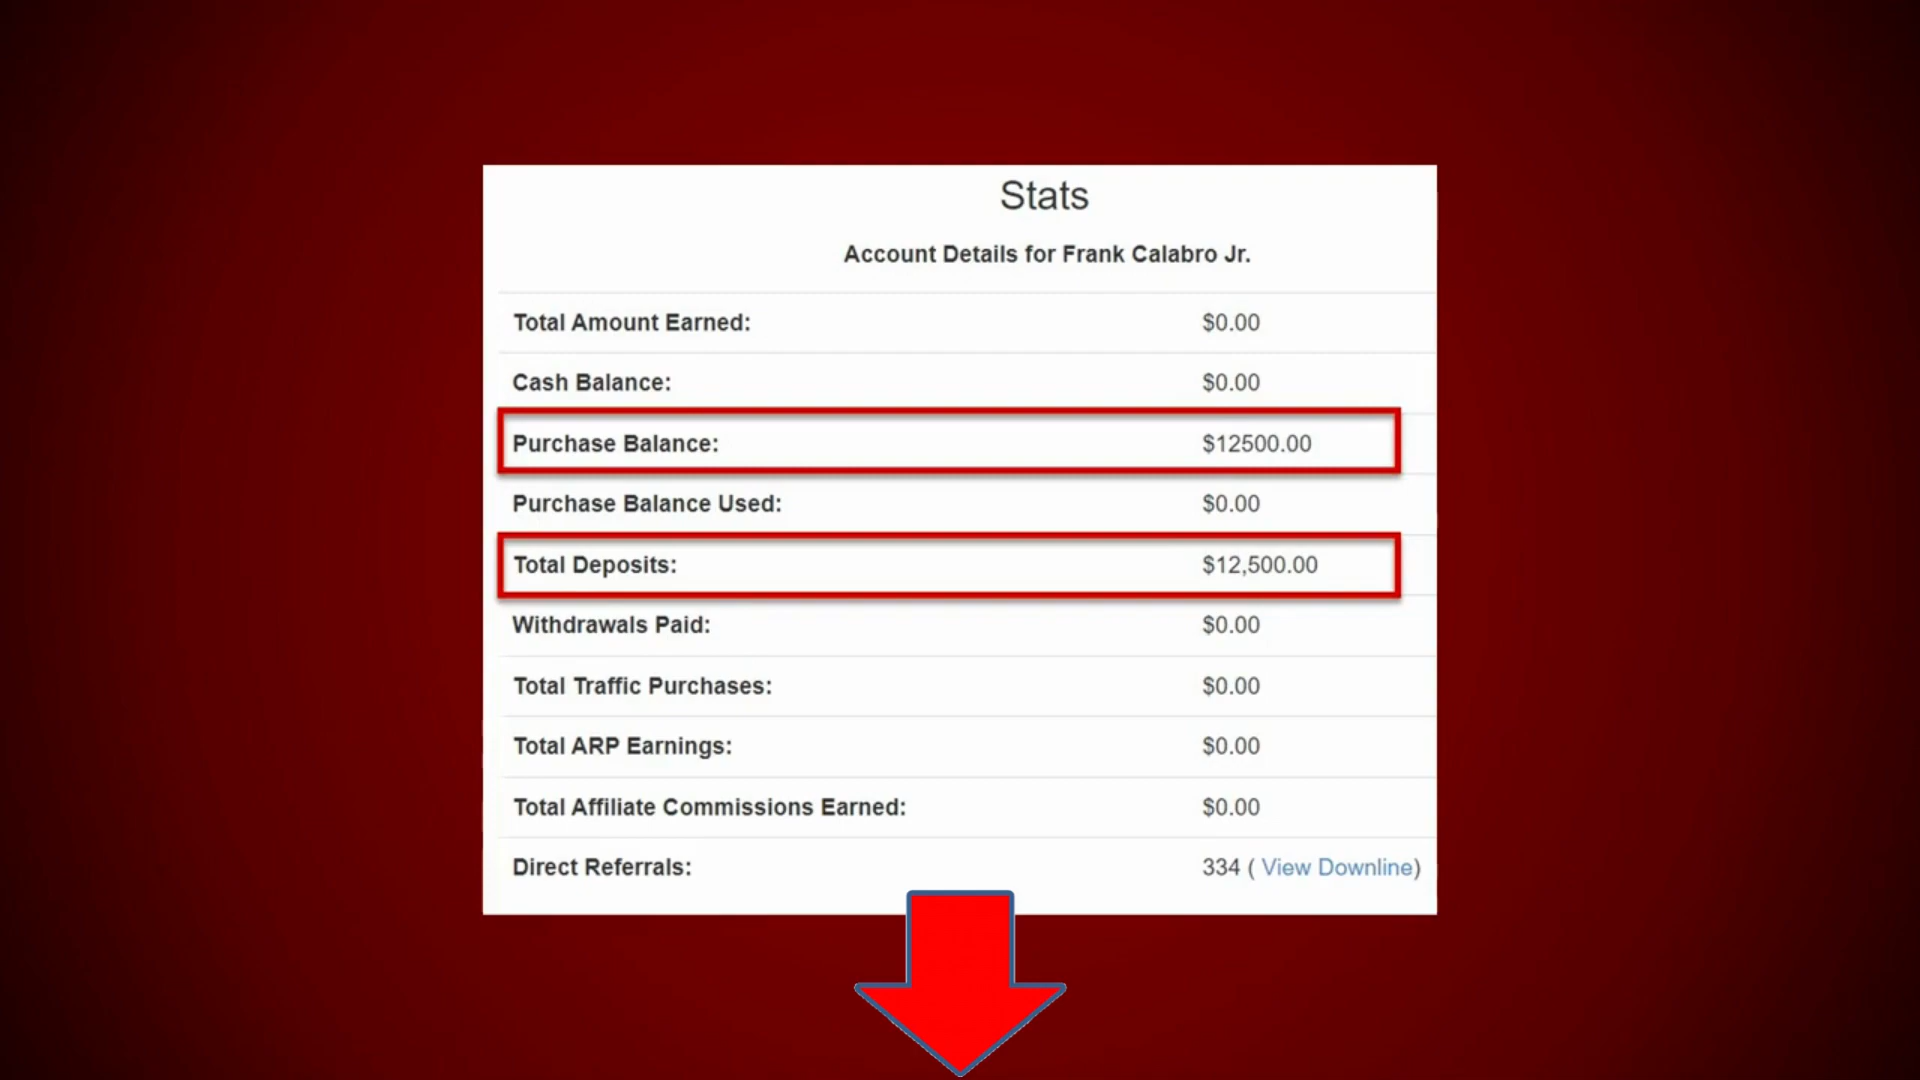 Stats
Account Details for Frank Calabro Jr.
Total Amount Earned: $0.00
Cash Balance: $0.00
Purchase Balance: $12500.00
Purchase Balance Used: $0.00
Total Deposits: $12,500.00
Withdrawals Paid: $0.00
Total Traffic Purchases: $0.00
Total ARP Earnings: $0.00
Total Affiliate Commissions Earned: $0.00
Direct Referrals: 334 ( View Downline)